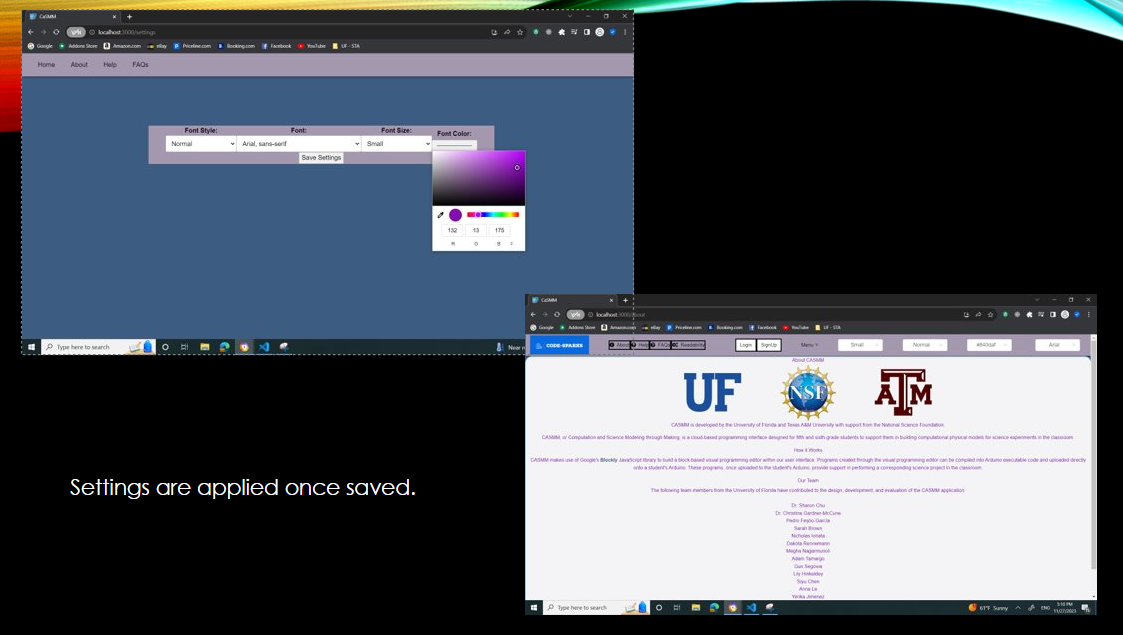 CaSMM
localhost:3000/settings
Google Addons Store Amazon.com eBay Priceline.com Booking.com Facebook YouTube UF - STA
Home About Help FAQs
Font Style: Font: Font Size: Font Color:
Normal Arial, sans-serif Small
Save Settings
132 13 175
R G B
Type here to search
Near
Settings are applied once saved.
CaSMM
localhost:3000/about
Google Addons Store Amazon.com eBay Priceline.com Booking.com Facebook YouTube UF - STA
CODE-SPARKS About Help FAQs Readability Login SignUp Menu Small Normal #840daf Arial
About CASMM
UF NSF ATM
CASMM is developed by the University of Florida and Texas A&M University with support from the National Science Foundation.
CASMM, or Computation and Science Modeling through Making, is a cloud-based programming interface designed for fifth and sixth grade students to support them in building computational physical models for science experiments in the classroom
How it Works
CASMM makes use of Google's Blockly JavaScript library to build a block-based visual programming editor within our user interface. Programs created through the visual programming editor can be compiled into Arduino executable code and uploaded directly
onto a student's Arduino. These programs, once uploaded to the student's Arduino, provide support in performing a corresponding science project in the classroom.
Our Team
The following team members from the University of Florida have contributed to the design, development, and evaluation of the CASMM application:
Dr. Sharon Chu
Dr. Christina Gardner-McCune
Pedro Feijóo-García
Sarah Brown
Nicholas Ionata
Dakota Rennemann
Megha Nagarmunoli
Adam Tamargo
Gus Segovia
Lily Hinkeldey
Siyu Chen
Anna Le
Yerika Jimenez
Type here to search
61°F Sunny ENG 5:10 PM
11/27/2023